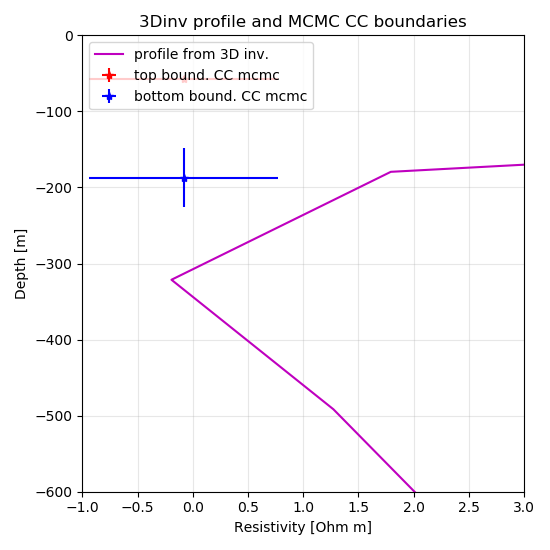 3Dinv profile and MCMC CC boundaries
profile from 3D inv.
top bound. CC mcmc
bottom bound. CC mcmc
0
−100
−200
−300
−400
−500
−600
Depth [m]
−1.0 −0.5 0.0 0.5 1.0 1.5 2.0 2.5 3.0
Resistivity [Ohm m]